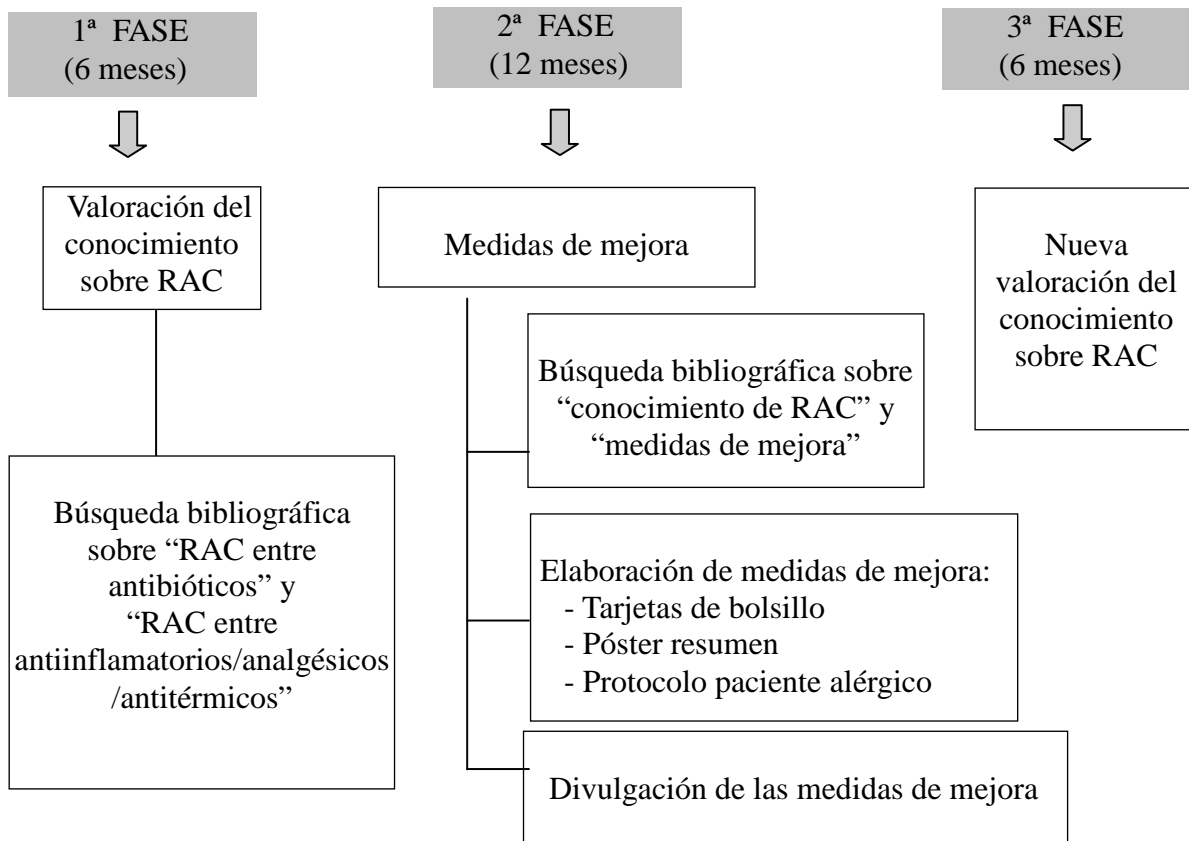 1ª FASE
(6 meses)
2ª FASE
(12 meses)
3ª FASE
(6 meses)
Valoración del
conocimiento
sobre RAC
Medidas de mejora
Nueva
valoración del
conocimiento
sobre RAC
Búsqueda bibliográfica sobre
“conocimiento de RAC” y
“medidas de mejora”
Búsqueda bibliográfica
sobre “RAC entre
antibióticos” y
“RAC entre
antiinflamatorios/analgésicos
/antitérmicos”
Elaboración de medidas de mejora:
- Tarjetas de bolsillo
- Póster resumen
- Protocolo paciente alérgico
Divulgación de las medidas de mejora